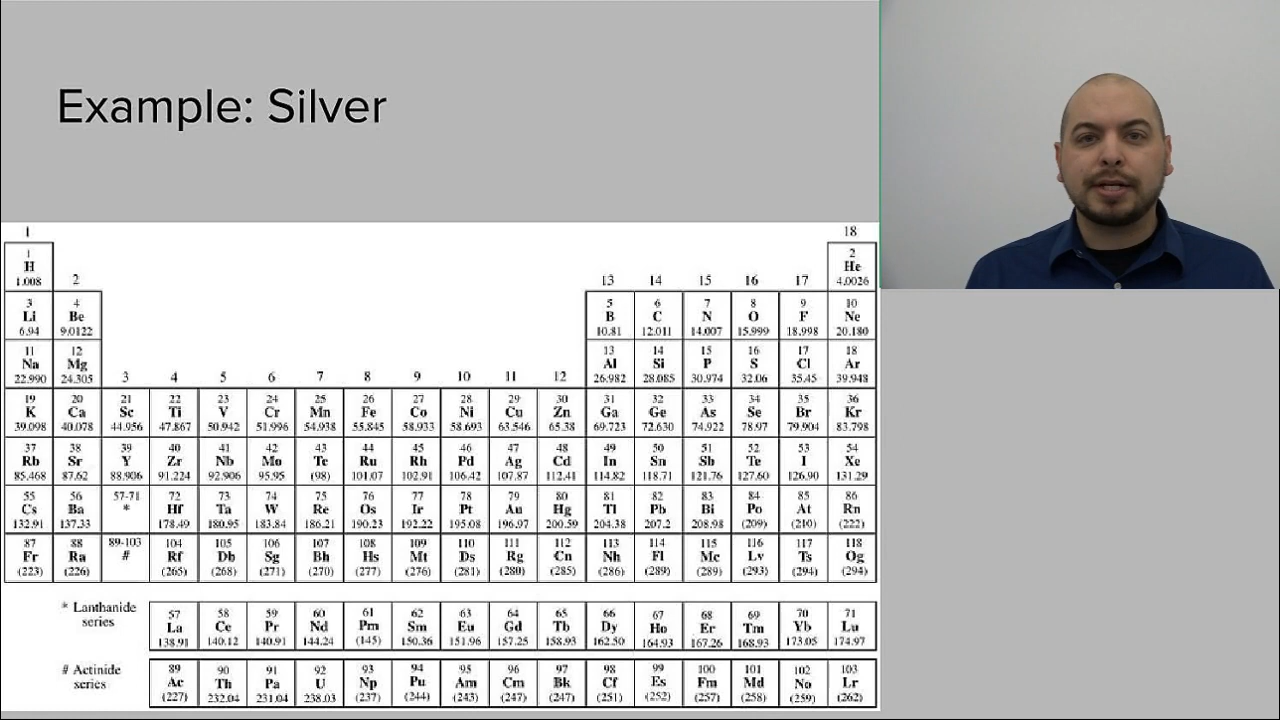 Example: Silver
1 18
1 2
H 2 13 14 15 16 17 He
1.008 4.0026
3 4 5 6 7 8 9 10
Li Be B C N O F Ne
6.94 9.0122 10.81 12.011 14.007 15.999 18.998 20.180
11 12 13 14 15 16 17 18
Na Mg Al Si P S Cl Ar
22.990 24.305 3 4 5 6 7 8 9 10 11 12 26.982 28.085 30.974 32.06 35.45 39.948
19 20 21 22 23 24 25 26 27 28 29 30 31 32 33 34 35 36
K Ca Sc Ti V Cr Mn Fe Co Ni Cu Zn Ga Ge As Se Br Kr
39.098 40.078 44.956 47.867 50.942 51.996 54.938 55.845 58.933 58.693 63.546 65.38 69.723 72.630 74.922 78.97 79.904 83.798
37 38 39 40 41 42 43 44 45 46 47 48 49 50 51 52 53 54
Rb Sr Y Zr Nb Mo Tc Ru Rh Pd Ag Cd In Sn Sb Te I Xe
85.468 87.62 88.906 91.224 92.906 95.95 (98) 101.07 102.91 106.42 107.87 112.41 114.82 118.71 121.76 127.60 126.90 131.29
55 56 57-71 72 73 74 75 76 77 78 79 80 81 82 83 84 85 86
Cs Ba * Hf Ta W Re Os Ir Pt Au Hg Tl Pb Bi Po At Rn
132.91 137.33 178.49 180.95 183.84 186.21 190.23 192.22 195.08 196.97 200.59 204.38 207.2 208.98 (209) (210) (222)
87 88 89-103 104 105 106 107 108 109 110 111 112 113 114 115 116 117 118
Fr Ra # Rf Db Sg Bh Hs Mt Ds Rg Cn Nh Fl Mc Lv Ts Og
(223) (226) (265) (268) (271) (270) (277) (276) (281) (280) (285) (286) (289) (289) (293) (294) (294)
* Lanthanide
series
57 58 59 60 61 62 63 64 65 66 67 68 69 70 71
La Ce Pr Nd Pm Sm Eu Gd Tb Dy Ho Er Tm Yb Lu
138.91 140.12 140.91 144.24 (145) 150.36 151.96 157.25 158.93 162.50 164.93 167.26 168.93 173.05 174.97
# Actinide
series
89 90 91 92 93 94 95 96 97 98 99 100 101 102 103
Ac Th Pa U Np Pu Am Cm Bk Cf Es Fm Md No Lr
(227) 232.04 231.04 238.03 (237) (244) (243) (247) (247) (251) (252) (257) (258) (259) (262)